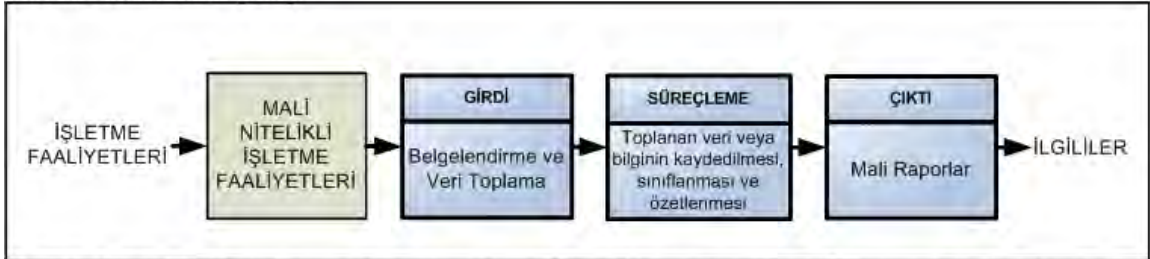 İŞLETME
FAALİYETLERİ
MALİ
NİTELİKLİ
İŞLETME
FAALİYETLERİ
GİRDİ
Belgelendirme ve
Veri Toplama
SÜREÇLEME
Toplanan veri veya
bilginin kaydedilmesi,
sınıflanması ve
özetlenmesi
ÇIKTI
Mali Raporlar
İLGİLİLER